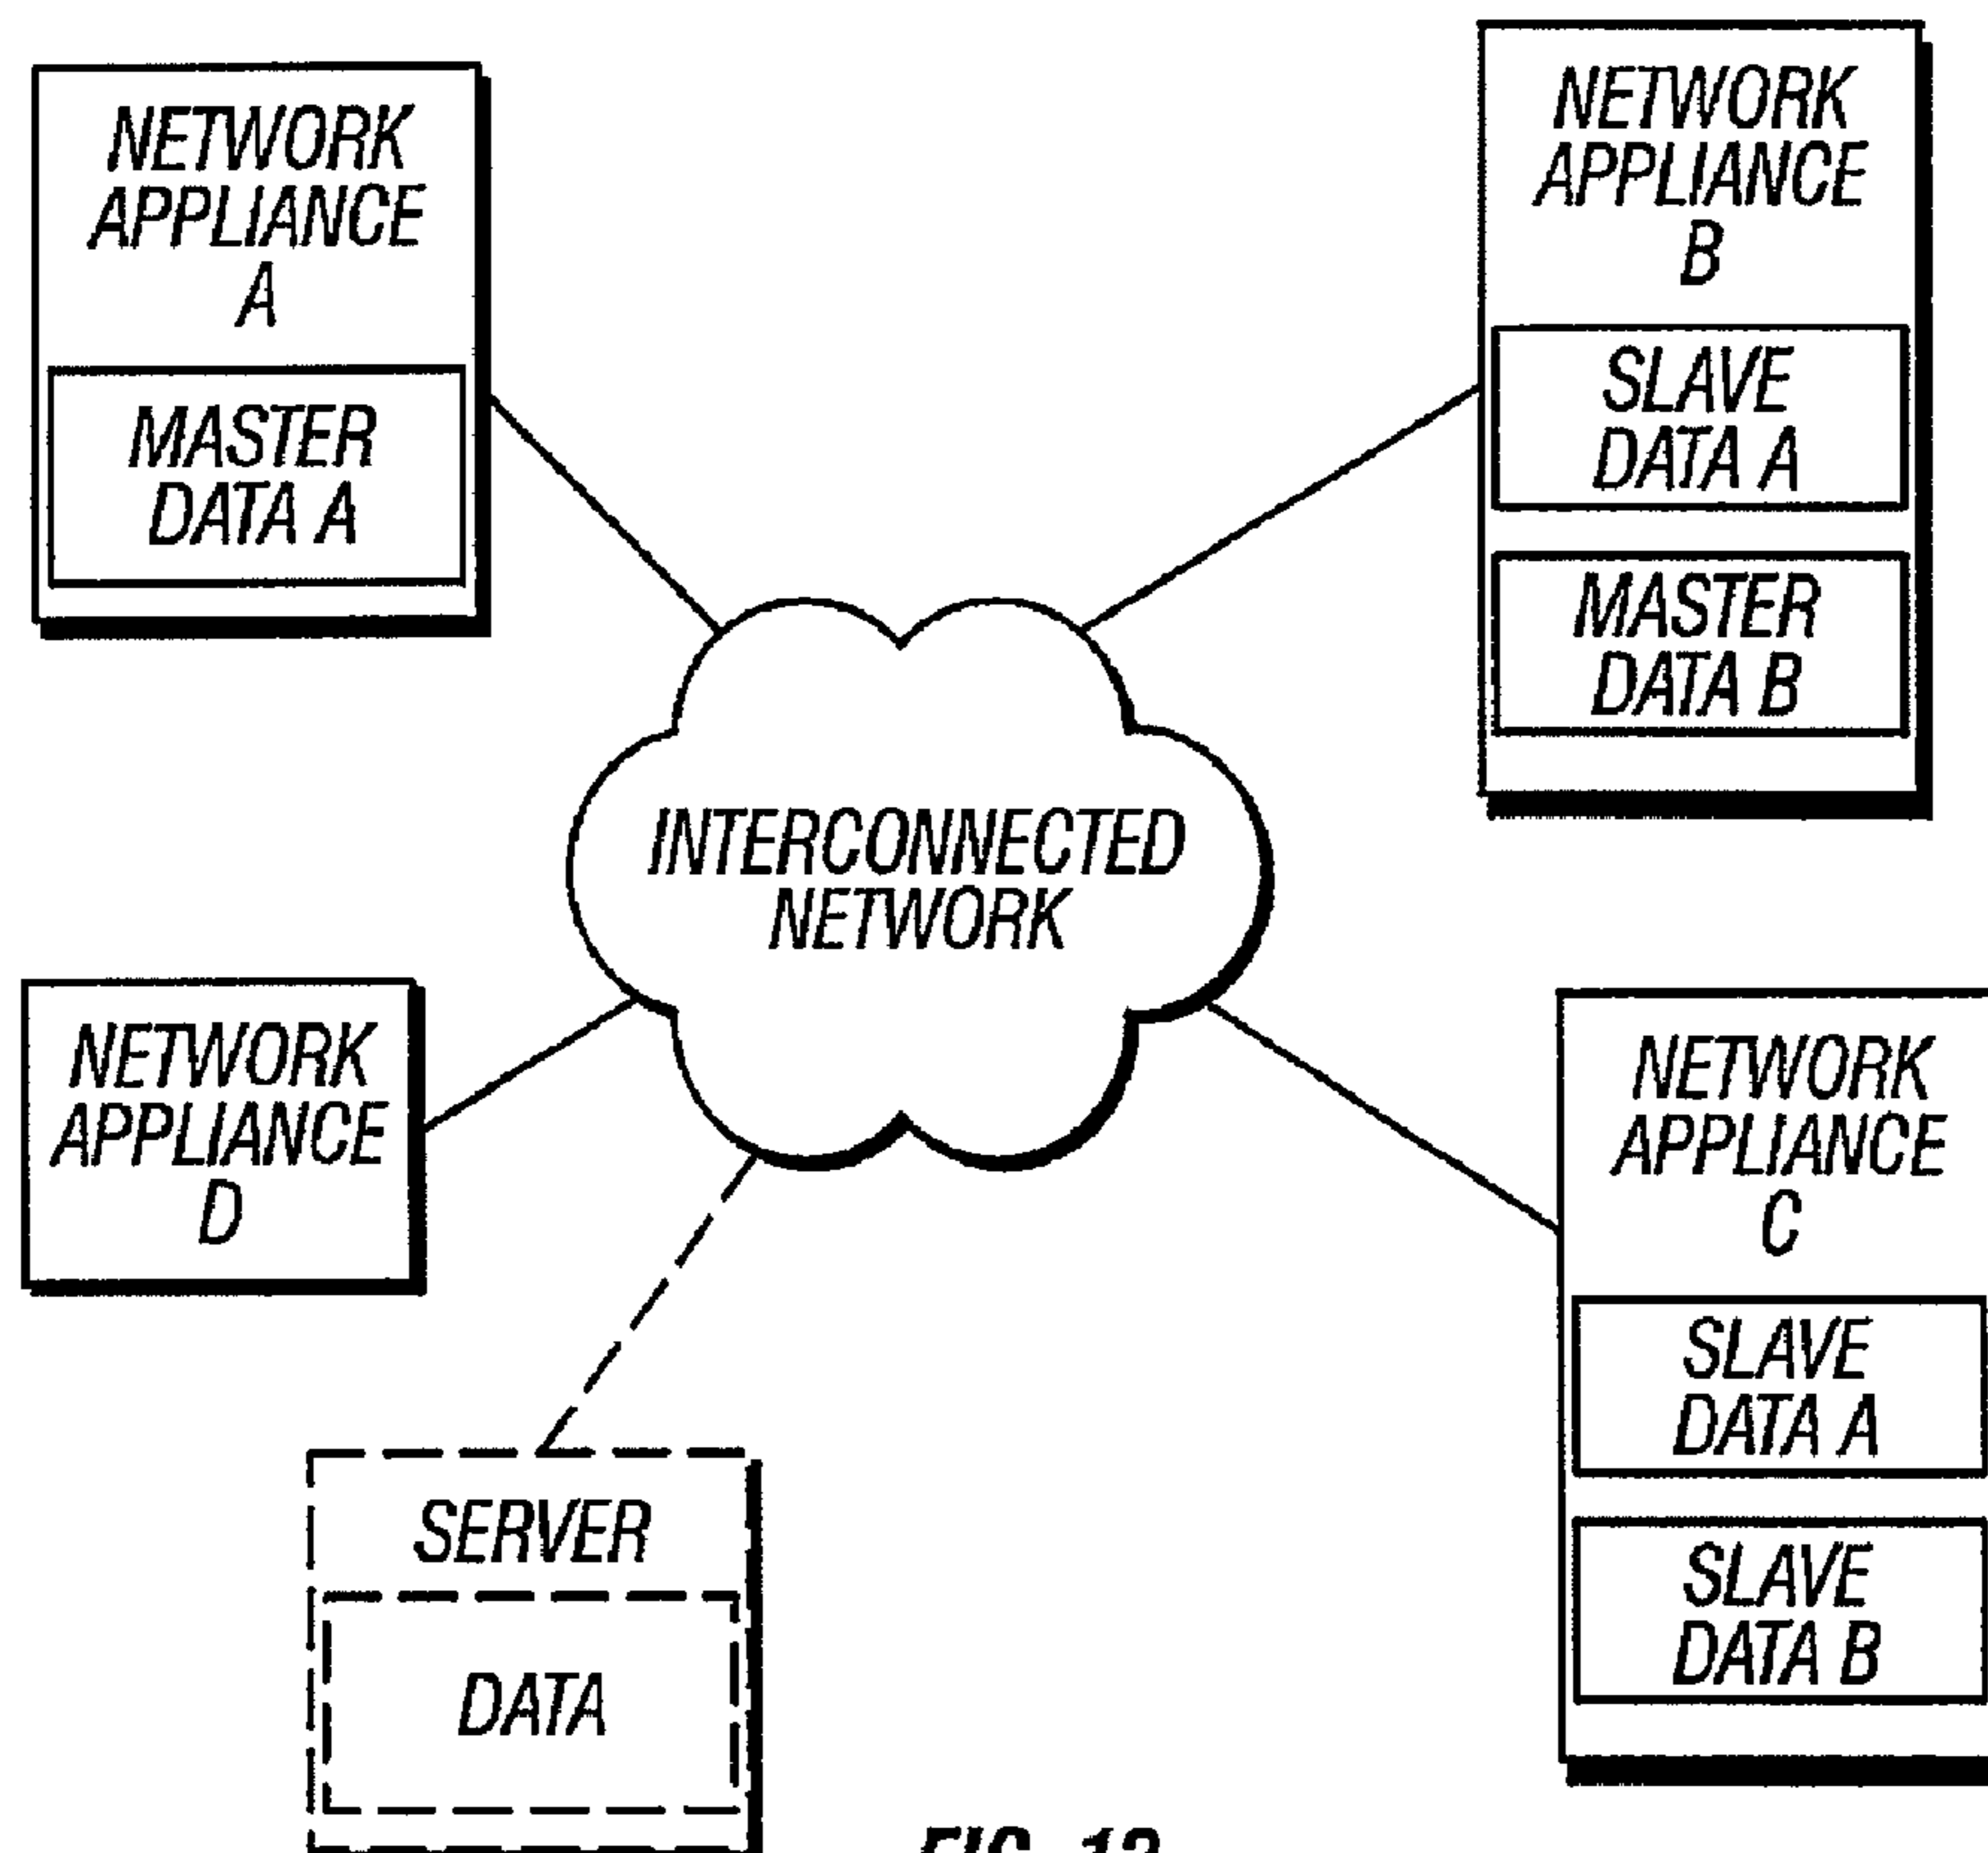 NETWORK
APPLIANCE
A
MASTER
DATA A
NETWORK
APPLIANCE
B
SLAVE
DATA A
MASTER
DATA B
INTERCONNECTED
NETWORK
NETWORK
APPLIANCE
D
NETWORK
APPLIANCE
C
SLAVE
DATA A
SLAVE
DATA B
SERVER
DATA